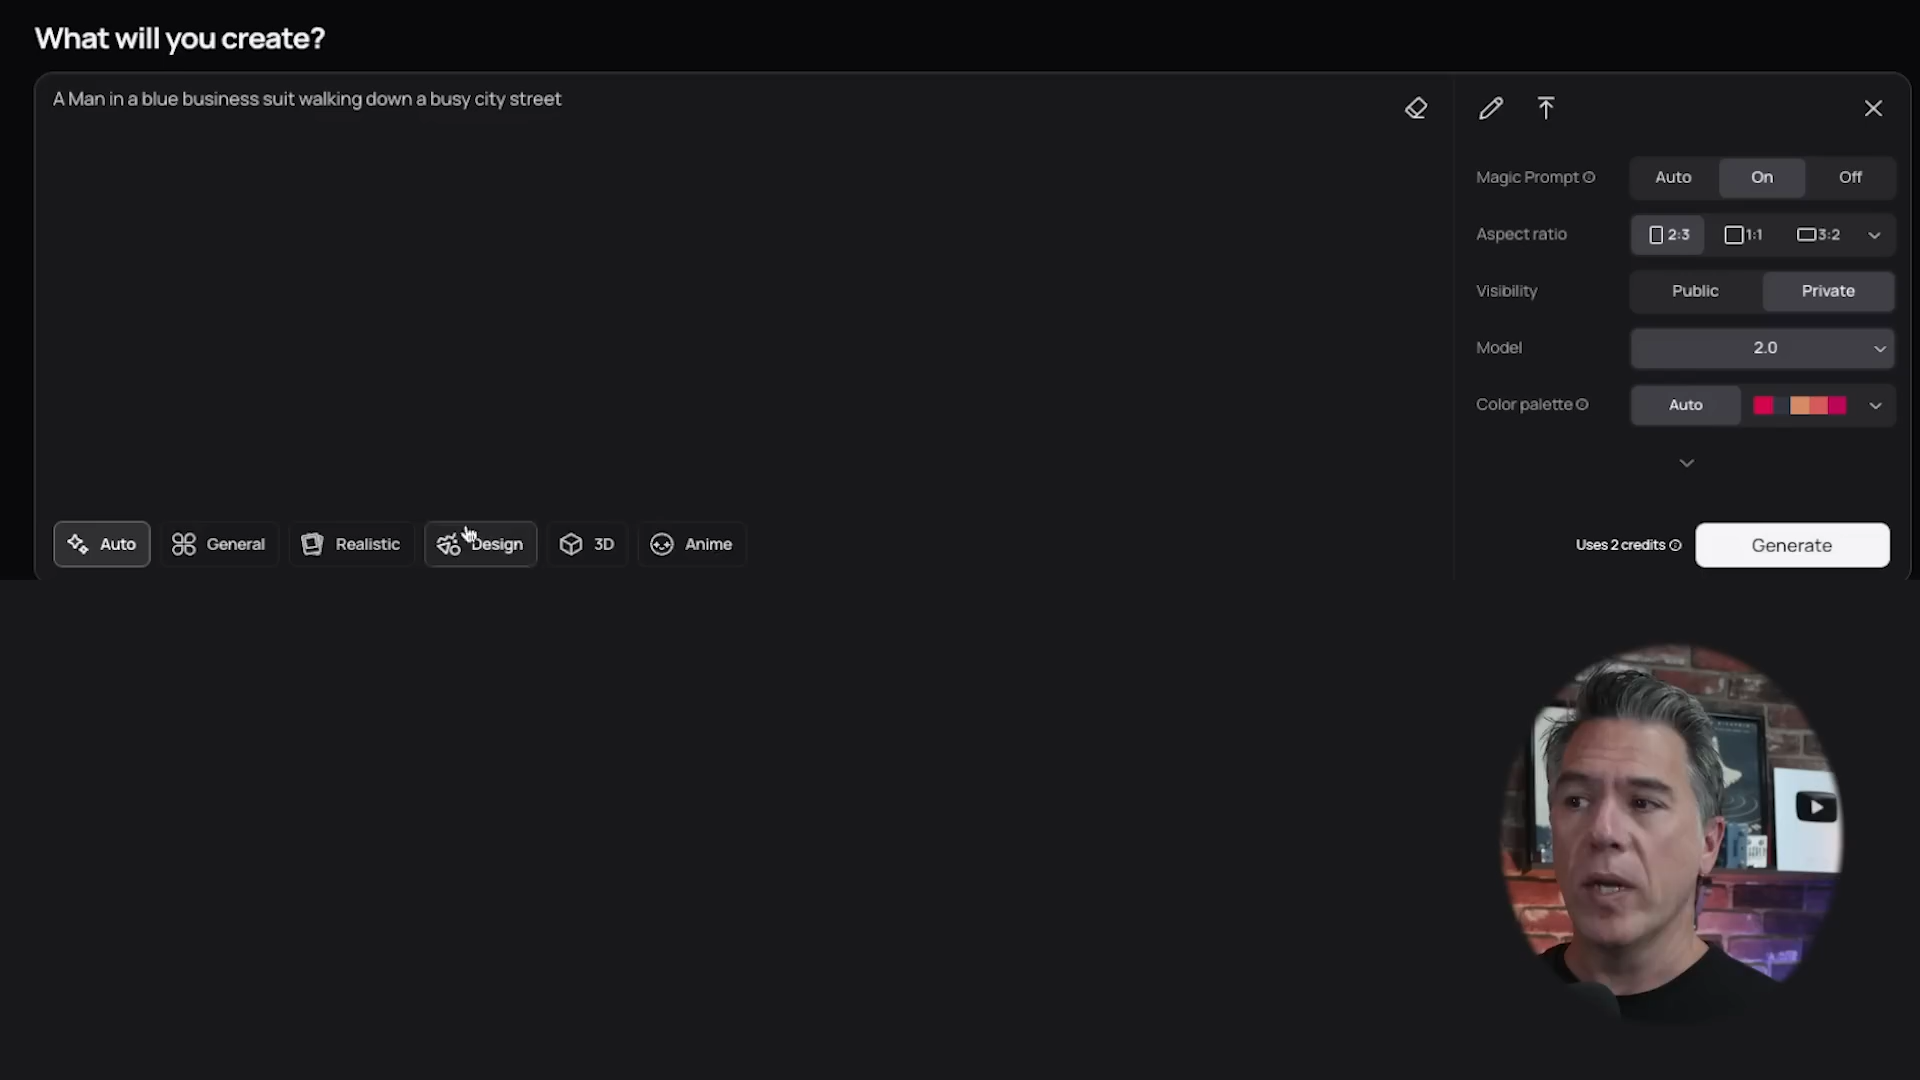 What will you create?
A Man in a blue business suit walking down a busy city street
Magic Prompt
Auto
On
Off
Aspect ratio
2:3
1:1
3:2
Visibility
Public
Private
Model
2.0
Color palette
Auto
Auto
General
Realistic
Design
3D
Anime
Uses 2 credits
Generate